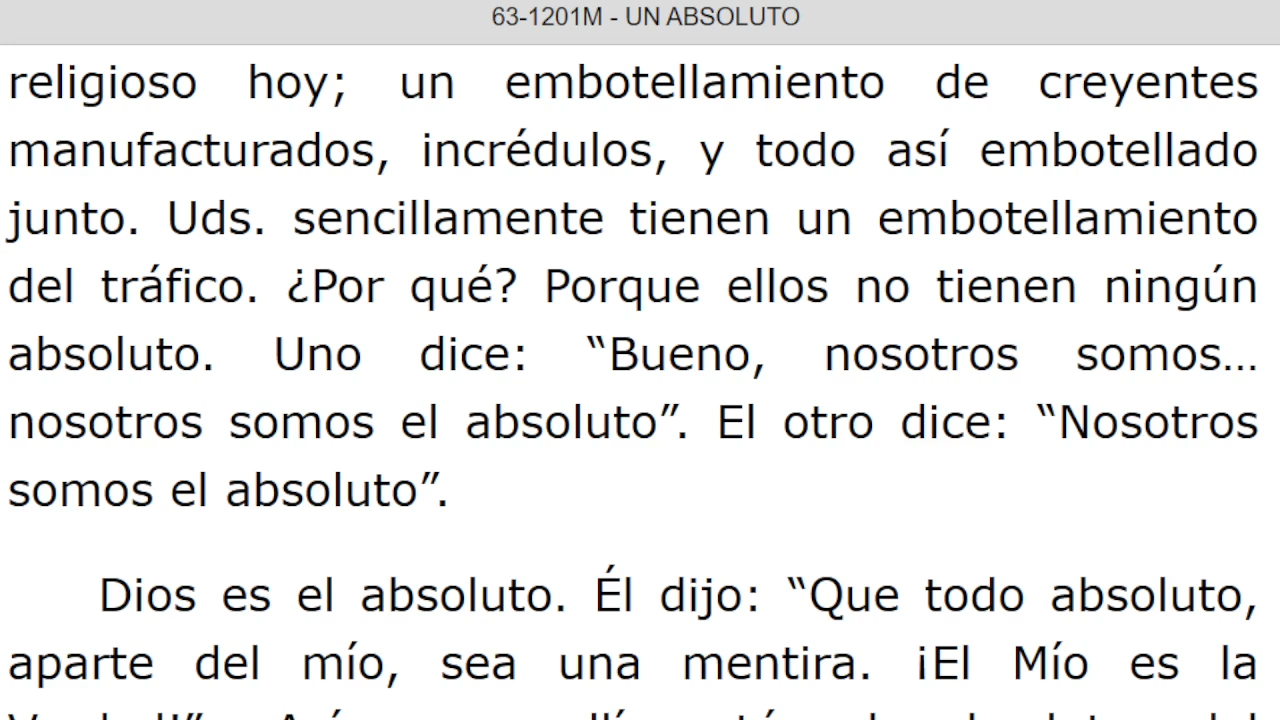 63-1201M - UN ABSOLUTO
religioso hoy; un embotellamiento de creyentes
manufacturados, incrédulos, y todo así embotellado
junto. Uds. sencillamente tienen un embotellamiento
del tráfico. ¿Por qué? Porque ellos no tienen ningún
absoluto. Uno dice: “Bueno, nosotros somos...
nosotros somos el absoluto”. El otro dice: “Nosotros
somos el absoluto”.
Dios es el absoluto. Él dijo: “Que todo absoluto,
aparte del mío, sea una mentira. ¡El Mío es la